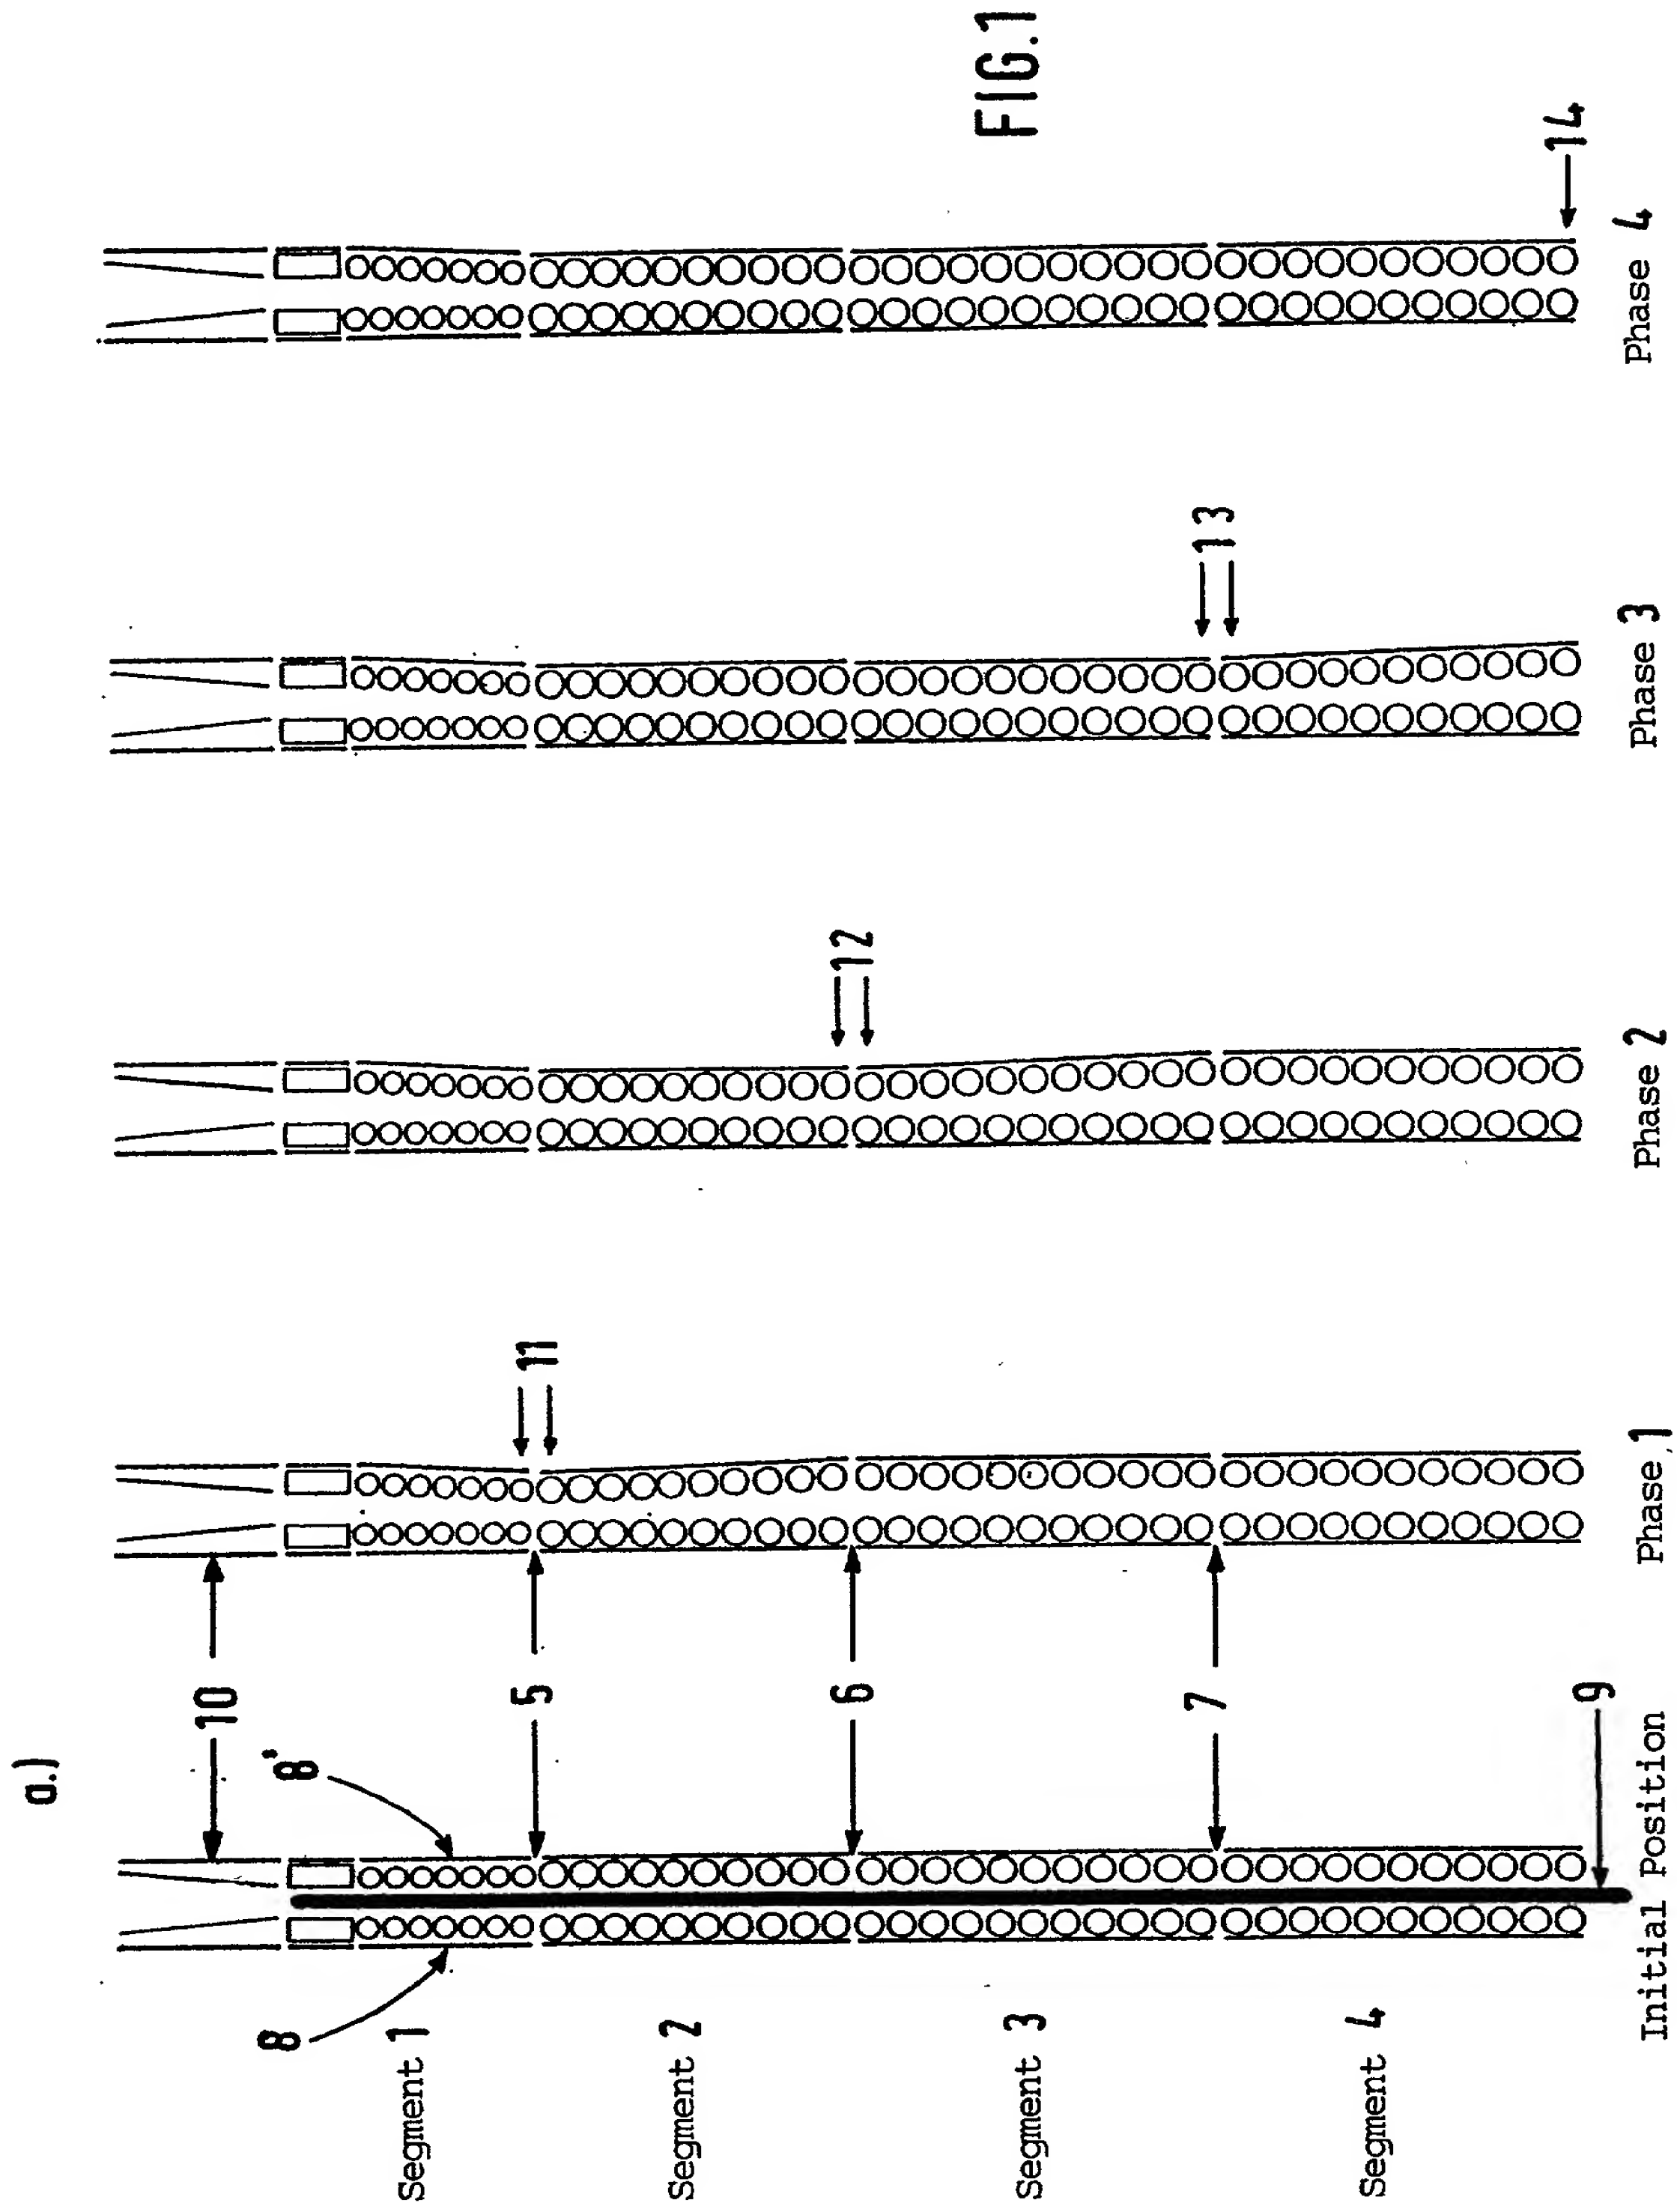 a.)
Segment 1
Segment 2
Segment 3
Segment 4
8
8'
10
5
6
7
9
11
12
13
14
Initial Position
Phase 1
Phase 2
Phase 3
Phase 4
FIG.1